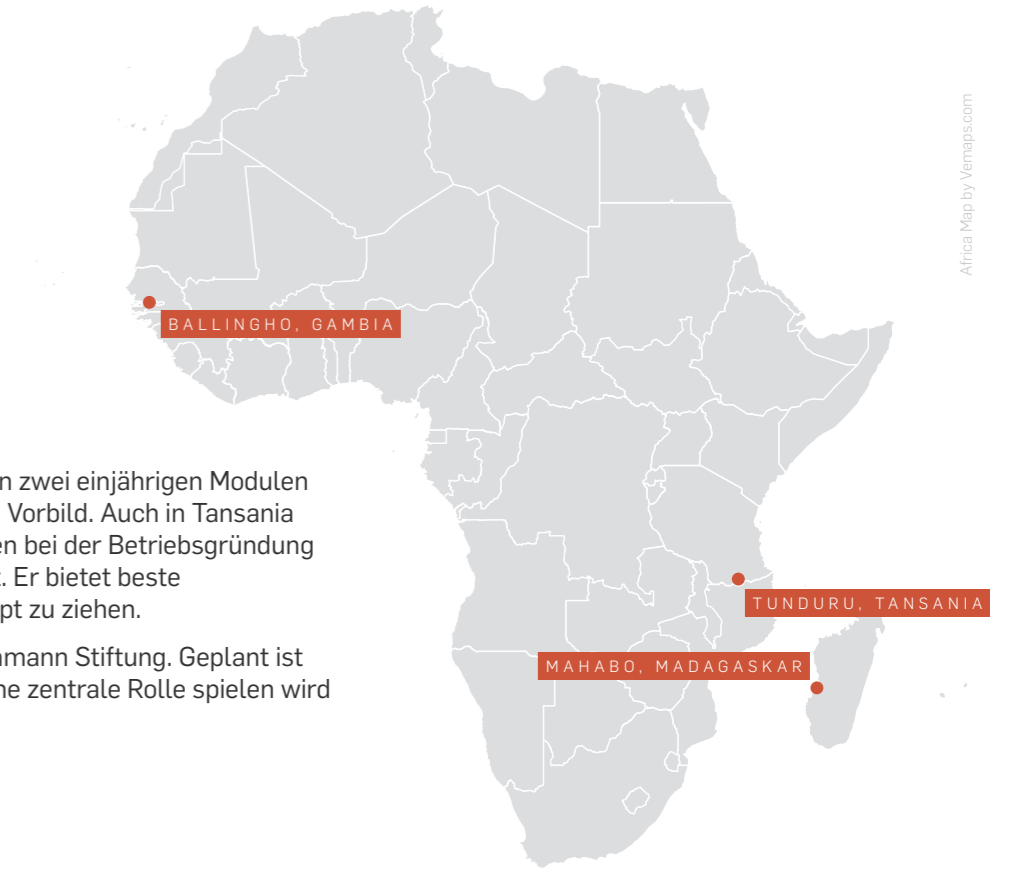 Africa Map by Vemaps.com
BALLINGHO, GAMBIA
n zwei einjährigen Modulen
Vorbild. Auch in Tansania
en bei der Betriebsgründung
t. Er bietet beste
pt zu ziehen.
TUNDURU, TANSANIA
nmann Stiftung. Geplant ist
ne zentrale Rolle spielen wird
MAHABO, MADAGASKAR